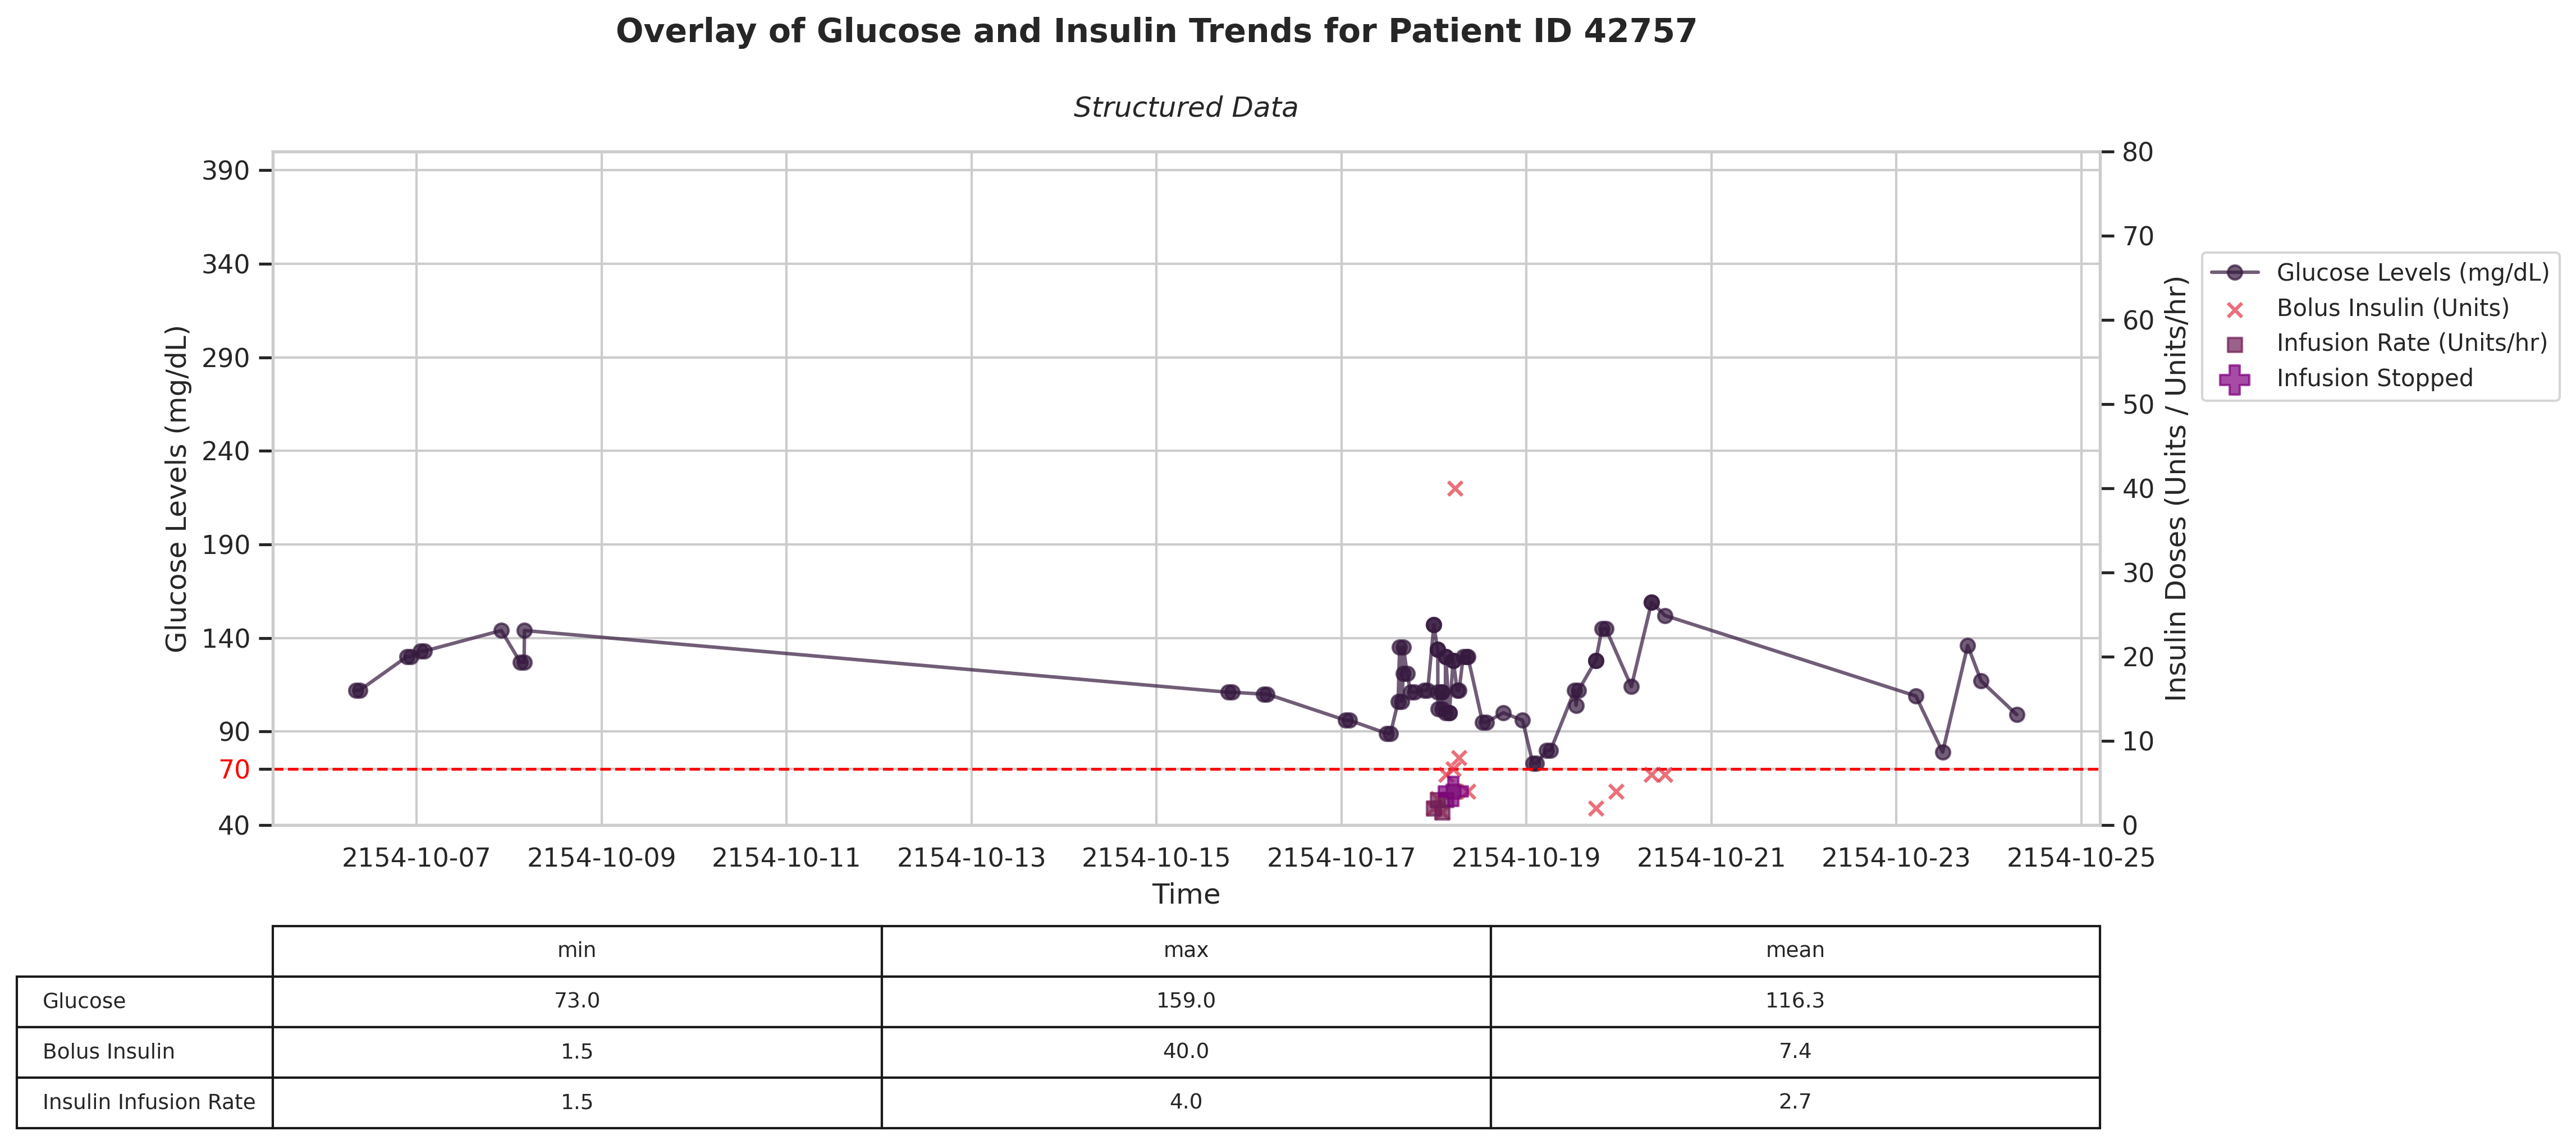 Overlay of Glucose and Insulin Trends for Patient ID 42757
Structured Data
Glucose Levels (mg/dL)
390
340
290
240
190
140
90
70
40
80
70
60
50
40
30
20
10
0
Insulin Doses (Units / Units/hr)
Glucose Levels (mg/dL)
Bolus Insulin (Units)
Infusion Rate (Units/hr)
Infusion Stopped
2154-10-07 2154-10-09 2154-10-11 2154-10-13 2154-10-15 2154-10-17 2154-10-19 2154-10-21 2154-10-23 2154-10-25
Time
min max mean
Glucose 73.0 159.0 116.3
Bolus Insulin 1.5 40.0 7.4
Insulin Infusion Rate 1.5 4.0 2.7